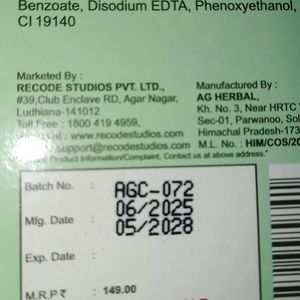 Benzoate, Disodium EDTA, Phenoxyethanol,
CI 19140
Marketed By :
RECODE STUDIOS PVT. LTD.,
#39,Club Enclave RD, Agar Nagar,
Ludhiana-141012
Toll Free: 1800 419 4959.
www.recodestudios.com
support@recodestudios.com
Product Information/Complaint, Contact us at above address."
Manufactured By :
AG HERBAL,
Kh. No. 3, Near HRTC
Sec-01, Parwanoo, Sol
Himachal Pradesh-173
M.L. No. : HIM/COS/20
Batch No. : AGC-072
Mfg. Date 06/2025
05/2028
Exp. Date :
M.R.P ₹ : 149.00